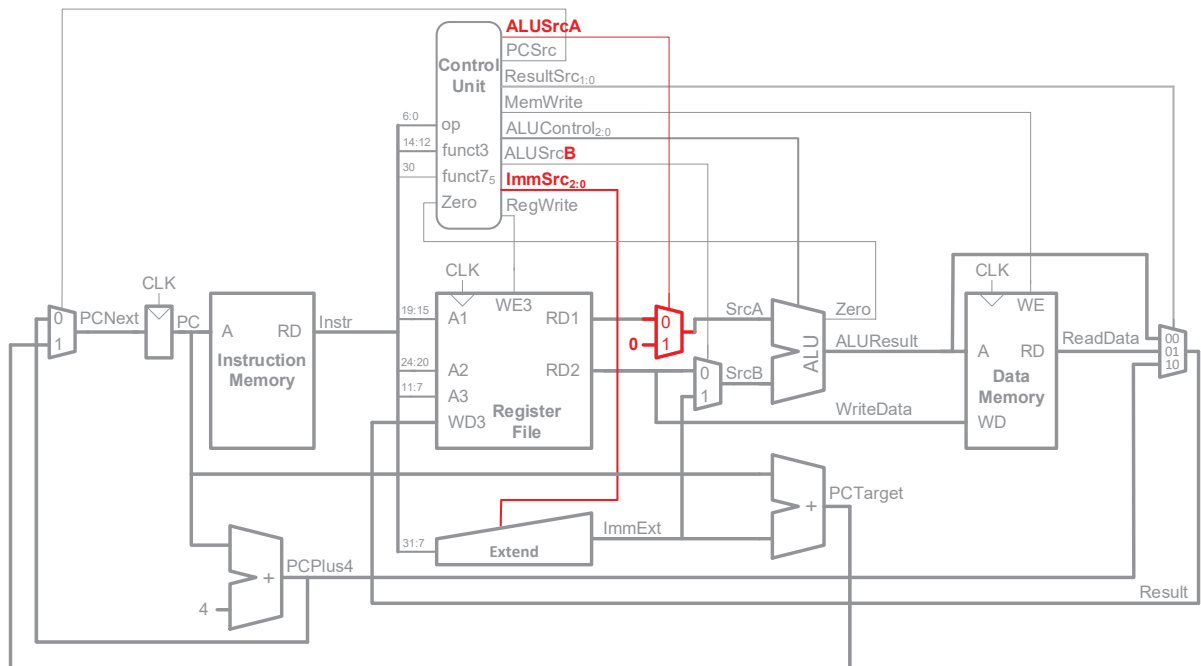 ALUSrcA
PCSrc
Control
Unit
ResultSrc1:0
MemWrite
6:0
op
ALUControl2:0
14:12
funct3
ALUSrcB
30
funct75
ImmSrc2:0
Zero
RegWrite
CLK
CLK
CLK
0
1
PCNext
PC
A
RD
Instruction
Memory
Instr
19:15
A1
WE3
RD1
24:20
A2
RD2
11:7
A3
WD3
Register
File
0
1
0
SrcA
0
1
SrcB
ALU
Zero
ALUResult
WriteData
WE
A
RD
Data
Memory
WD
ReadData
00
01
10
PCTarget
+
31:7
Extend
ImmExt
PCPlus4
+
4
Result